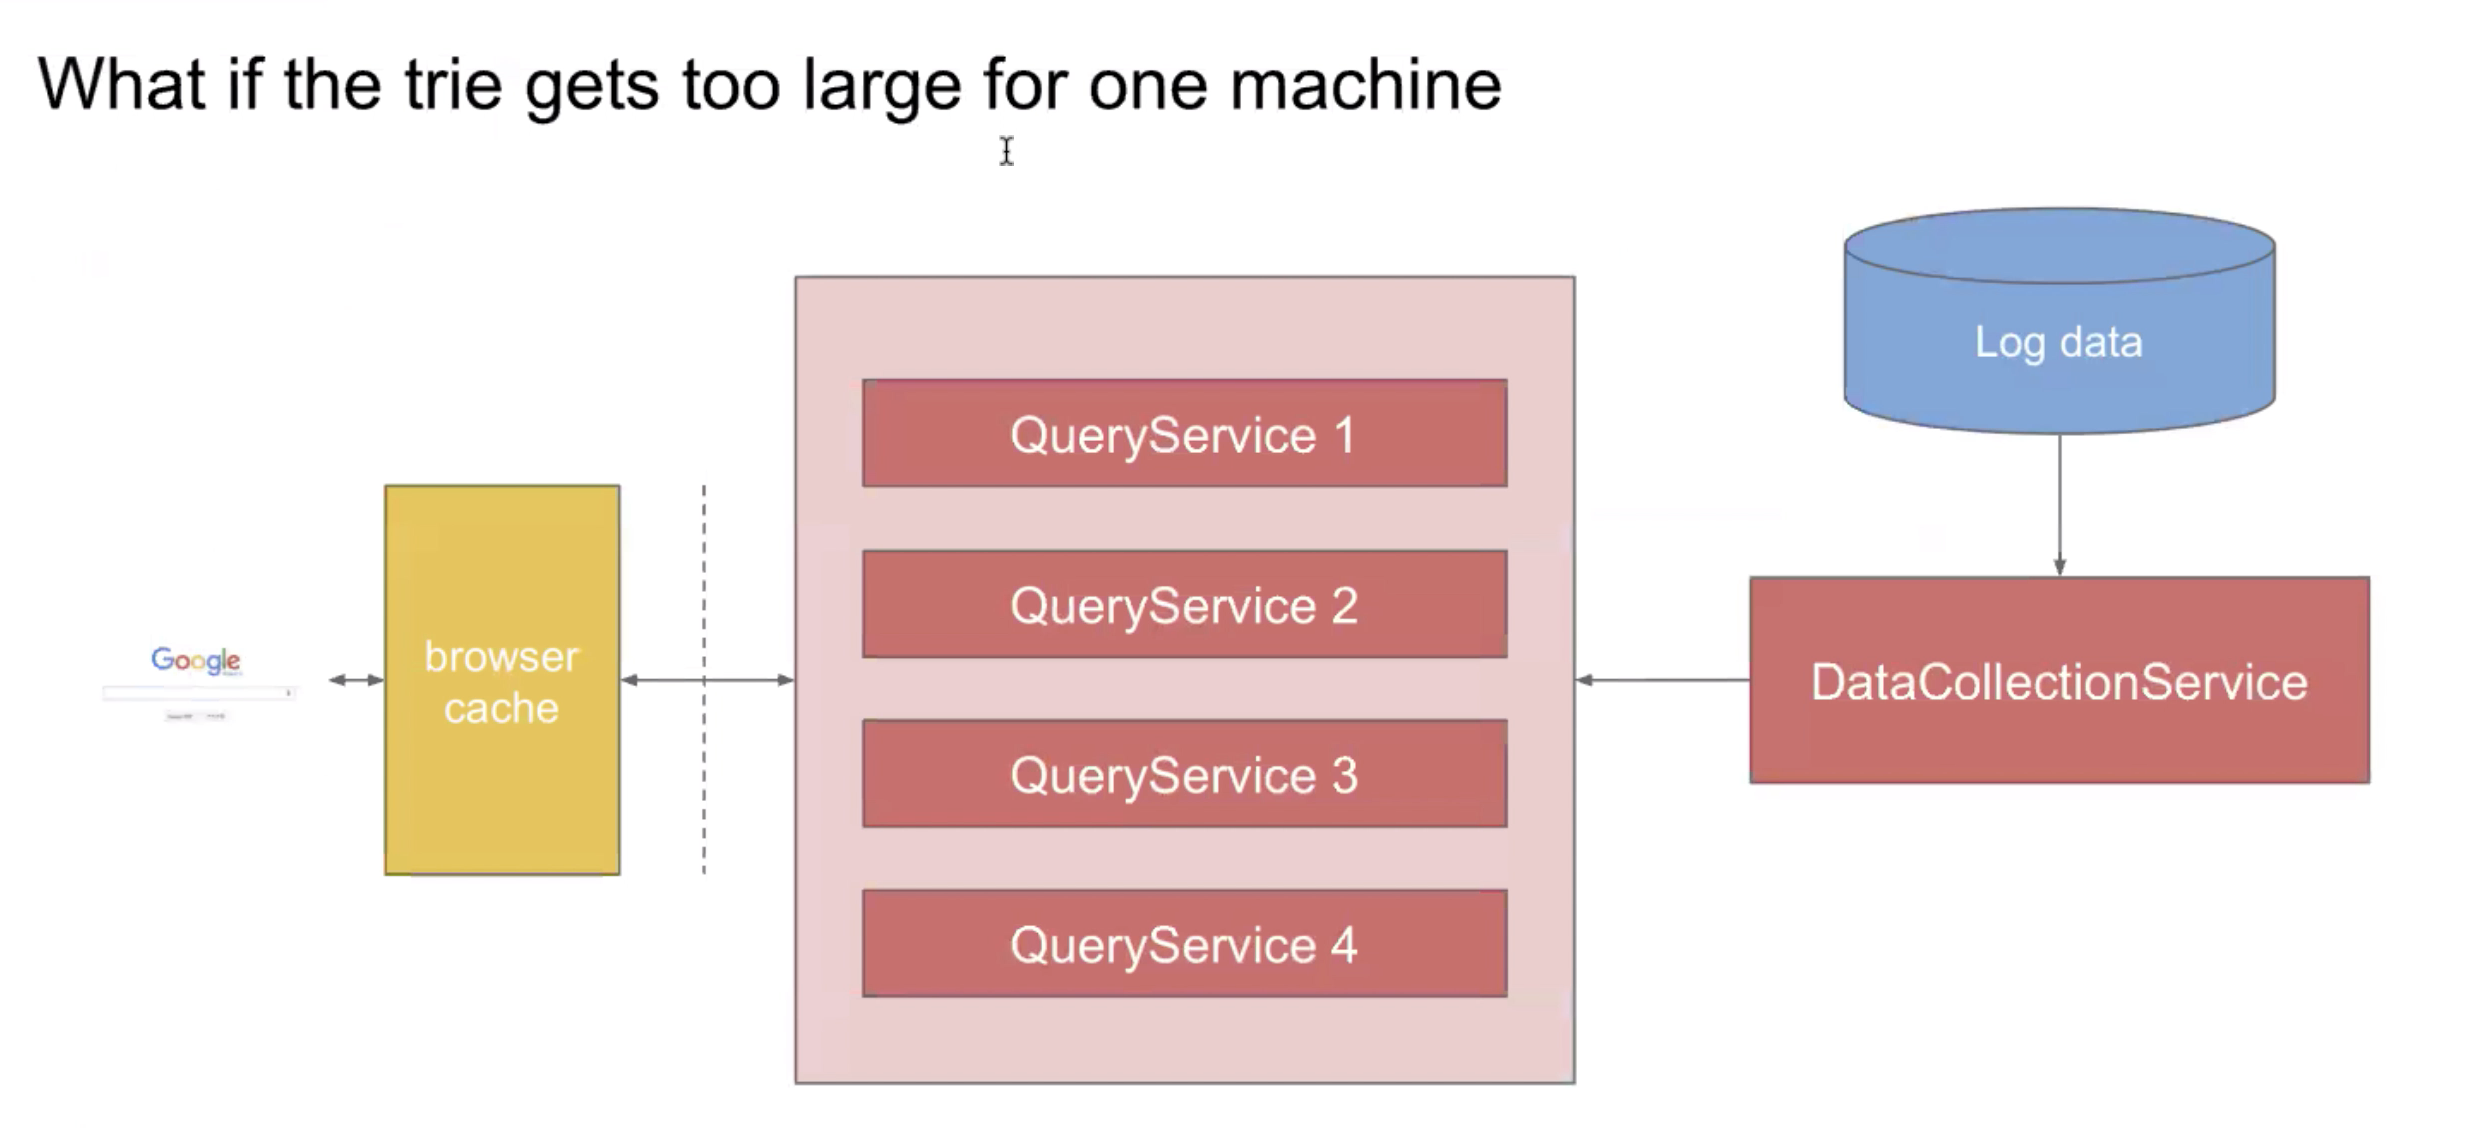 What if the trie gets too large for one machine
Log data
QueryService 1
QueryService 2
QueryService 3
QueryService 4
browser
cache
Google
DataCollectionService